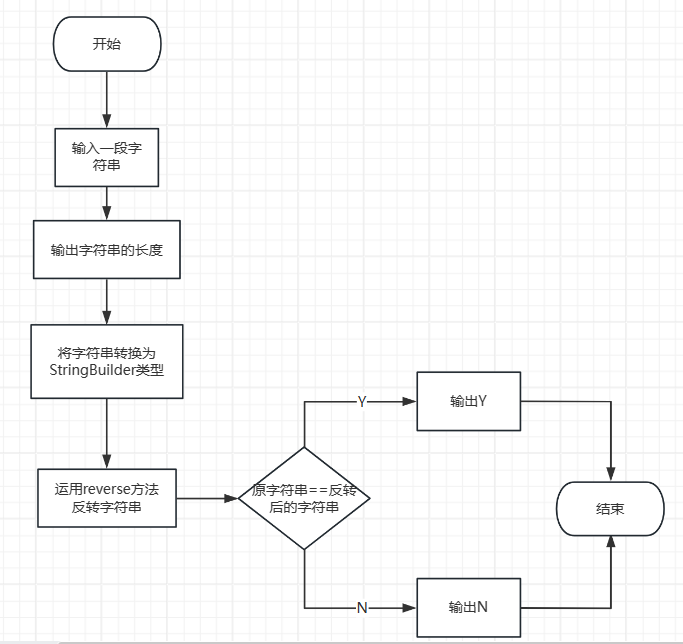 开始
输入一段字
符串
输出字符串的长度
将字符串转换为
StringBuilder类型
运用reverse方法
反转字符串
原字符串==反转
后的字符串
Y
输出Y
N
输出N
结束